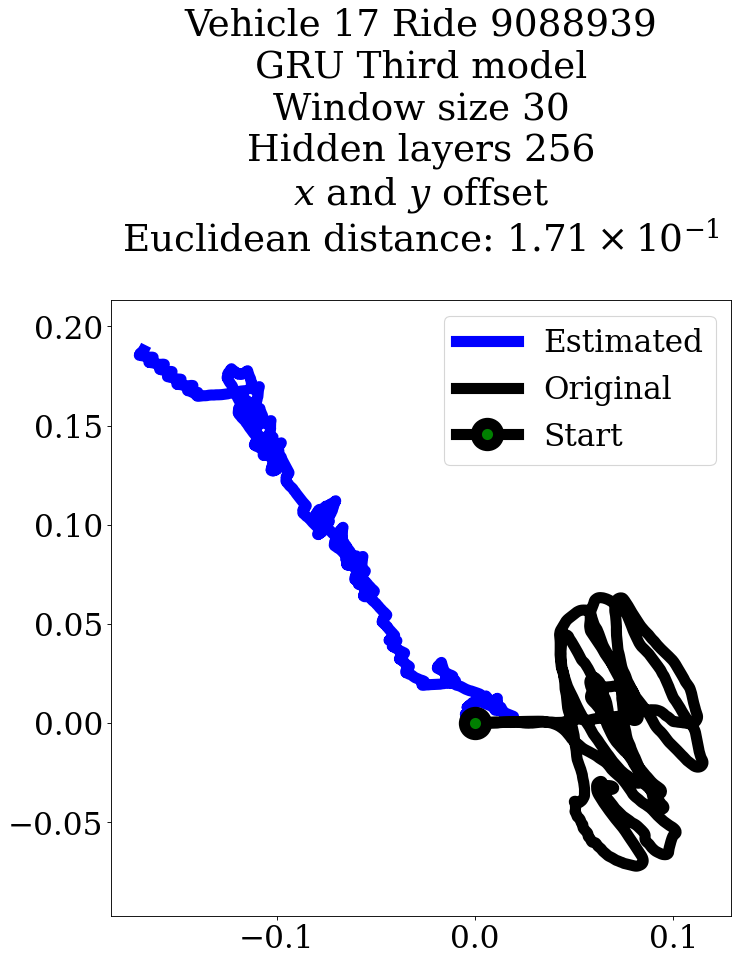 Vehicle 17 Ride 9088939
GRU Third model
Window size 30
Hidden layers 256
x and y offset
Euclidean distance: 1.71 × 10⁻¹
Estimated
Original
Start
0.20
0.15
0.10
0.05
0.00
−0.05
−0.1 0.0 0.1